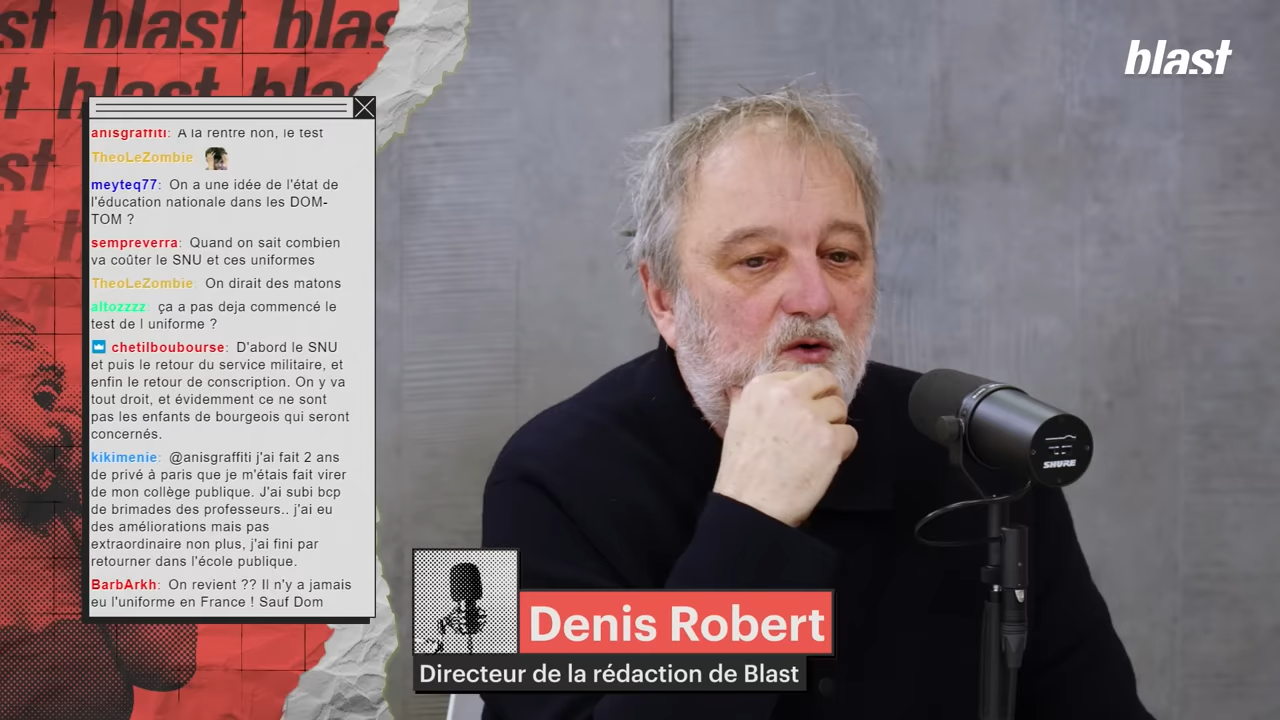 st blast blast
t blast blast
st
t
blast
anisgraffiti: A la rentre non, le test
TheoLeZombie
meyteq77: On a une idée de l'état de
l'éducation nationale dans les DOM-
TOM ?
sempreverra: Quand on sait combien
va coûter le SNU et ces uniformes
TheoLeZombie: On dirait des matons
altozzzz: ça a pas deja commencé le
test de l uniforme ?
chetilboubourse: D'abord le SNU
et puis le retour du service militaire, et
enfin le retour de conscription. On y va
tout droit, et évidemment ce ne sont
pas les enfants de bourgeois qui seront
concernés.
kikimenie: @anisgraffiti j'ai fait 2 ans
de privé à paris que je m'étais fait virer
de mon collège publique. J'ai subi bcp
de brimades des professeurs.. j'ai eu
des améliorations mais pas
extraordinaire non plus, j'ai fini par
retourner dans l'école publique.
BarbArkh: On revient ?? Il n'y a jamais
eu l'uniforme en France ! Sauf Dom
SHURE
Denis Robert
Directeur de la rédaction de Blast